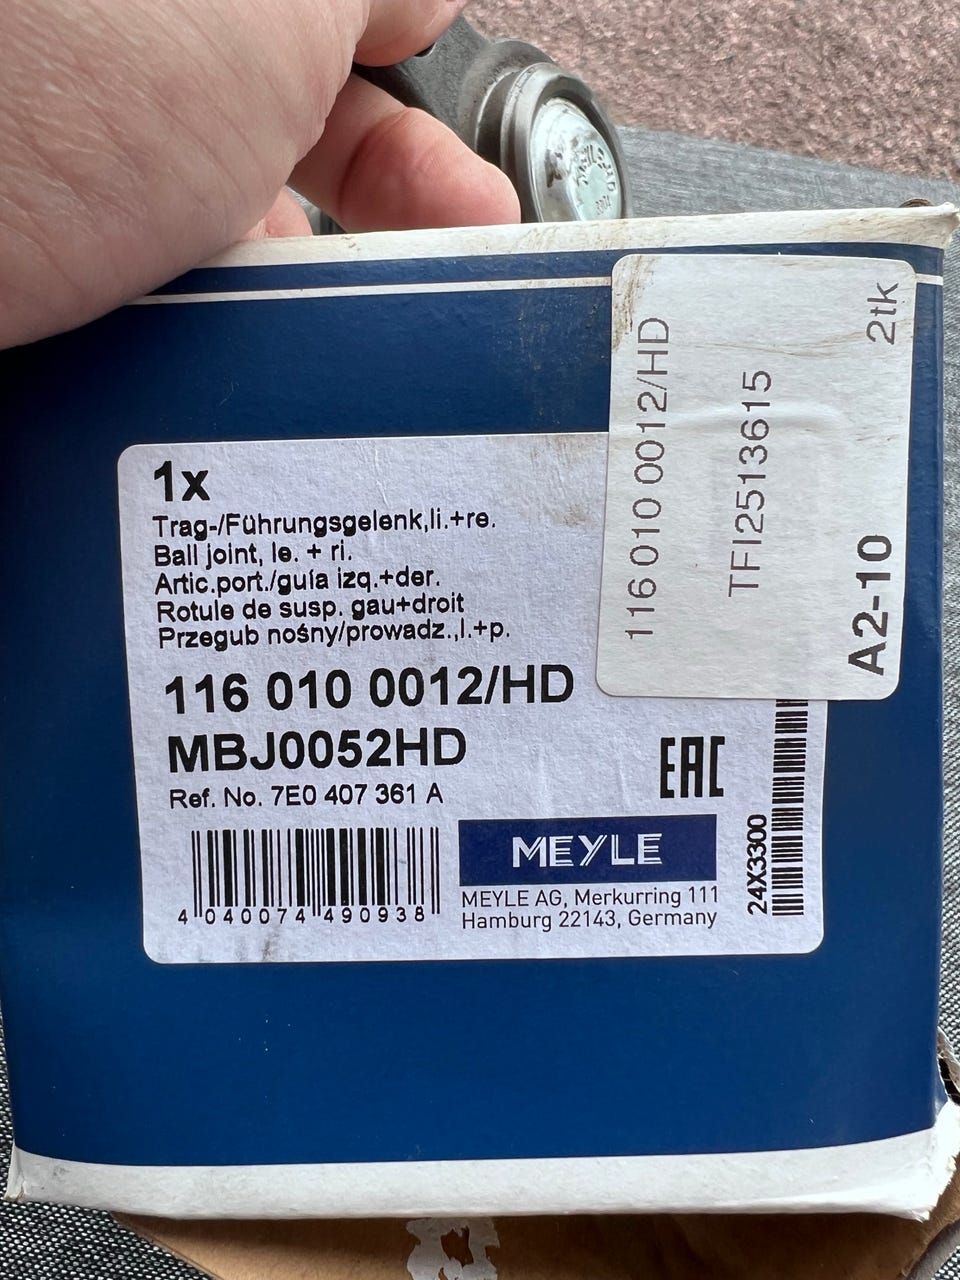 1x
Trag-/Führungsgelenk,li.+re.
Ball joint, le. + ri.
Artic.port./guía izq.+der.
Rotule de susp. gau+droit
Przegub nośny/prowadz.,l.+p.
116 010 0012/HD
MBJ0052HD
Ref. No. 7E0 407 361 A
4 040074 490938
EAC
MEYLE
MEYLE AG, Merkurring 111
Hamburg 22143, Germany
24X3300
116 010 0012/HD
TFI2513615
A2-10
2tk